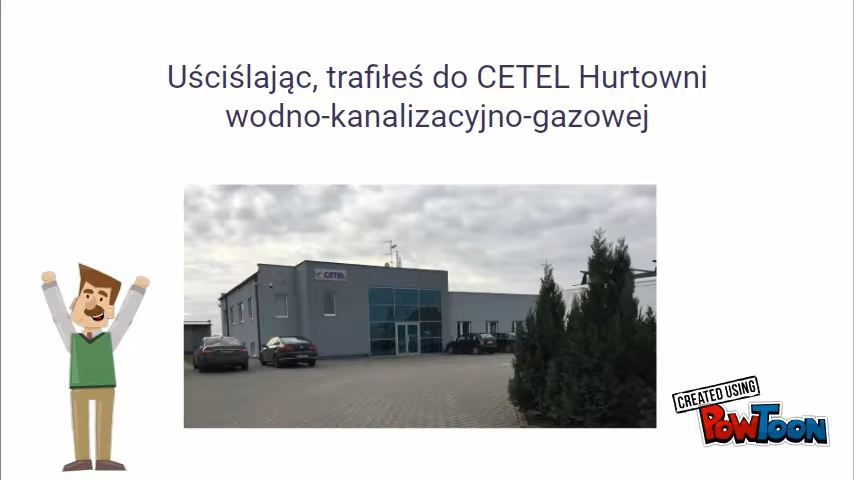 Uściślając, trafiłeś do CETEL Hurtowni
wodno-kanalizacyjno-gazowej
CETEL
CREATED USING
POWTOON